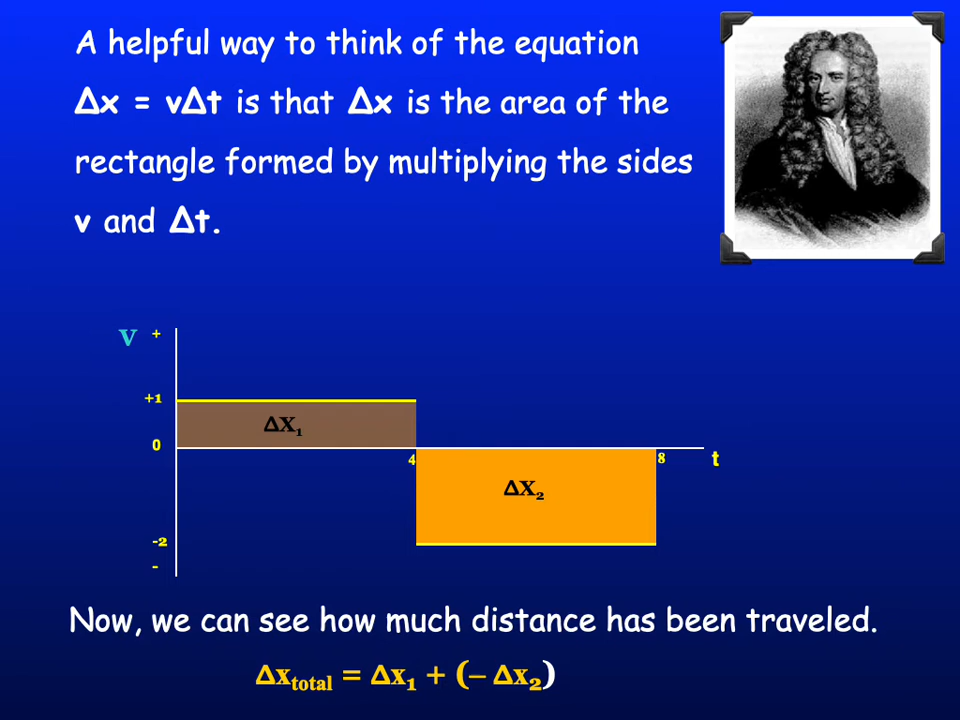 A helpful way to think of the equation
Δx = vΔt is that Δx is the area of the
rectangle formed by multiplying the sides
v and Δt.
v +
+1
ΔX₁
0
4
8
t
ΔX₂
-2
-
Now, we can see how much distance has been traveled.
Δxtotal = Δx₁ + (– Δx₂)